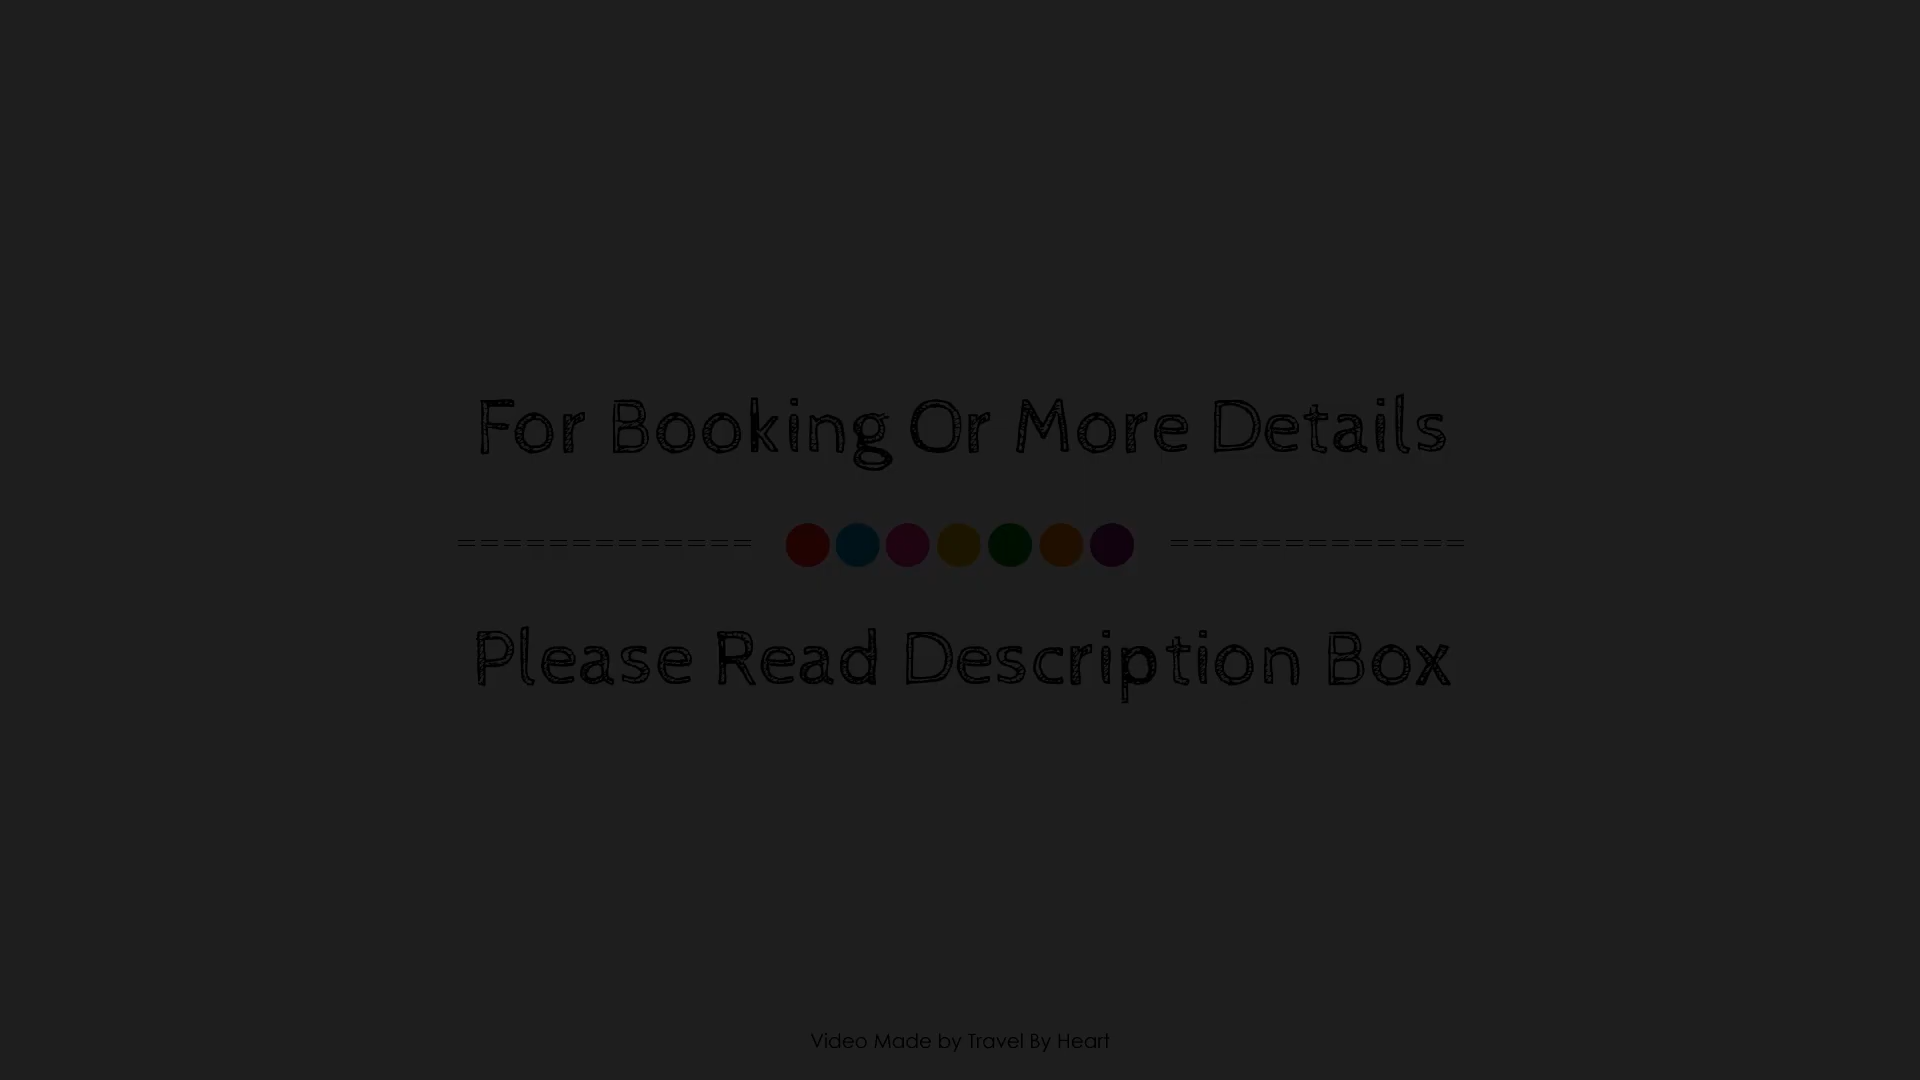 For Booking Or More Details
============= =============
Please Read Description Box
Video Made by Travel By Heart